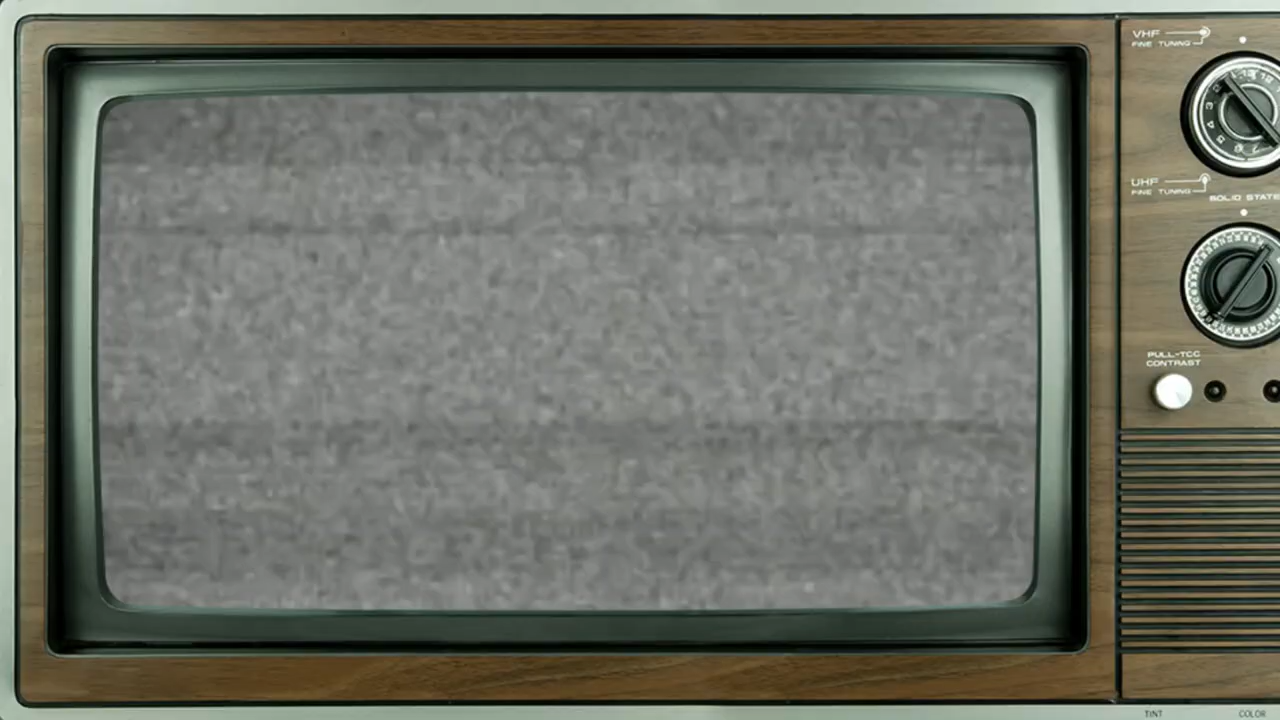 VHF
FINE TUNING
UHF
FINE TUNING
SOLID STATE
PULL-TCC
CONTRAST
TINT COLOR